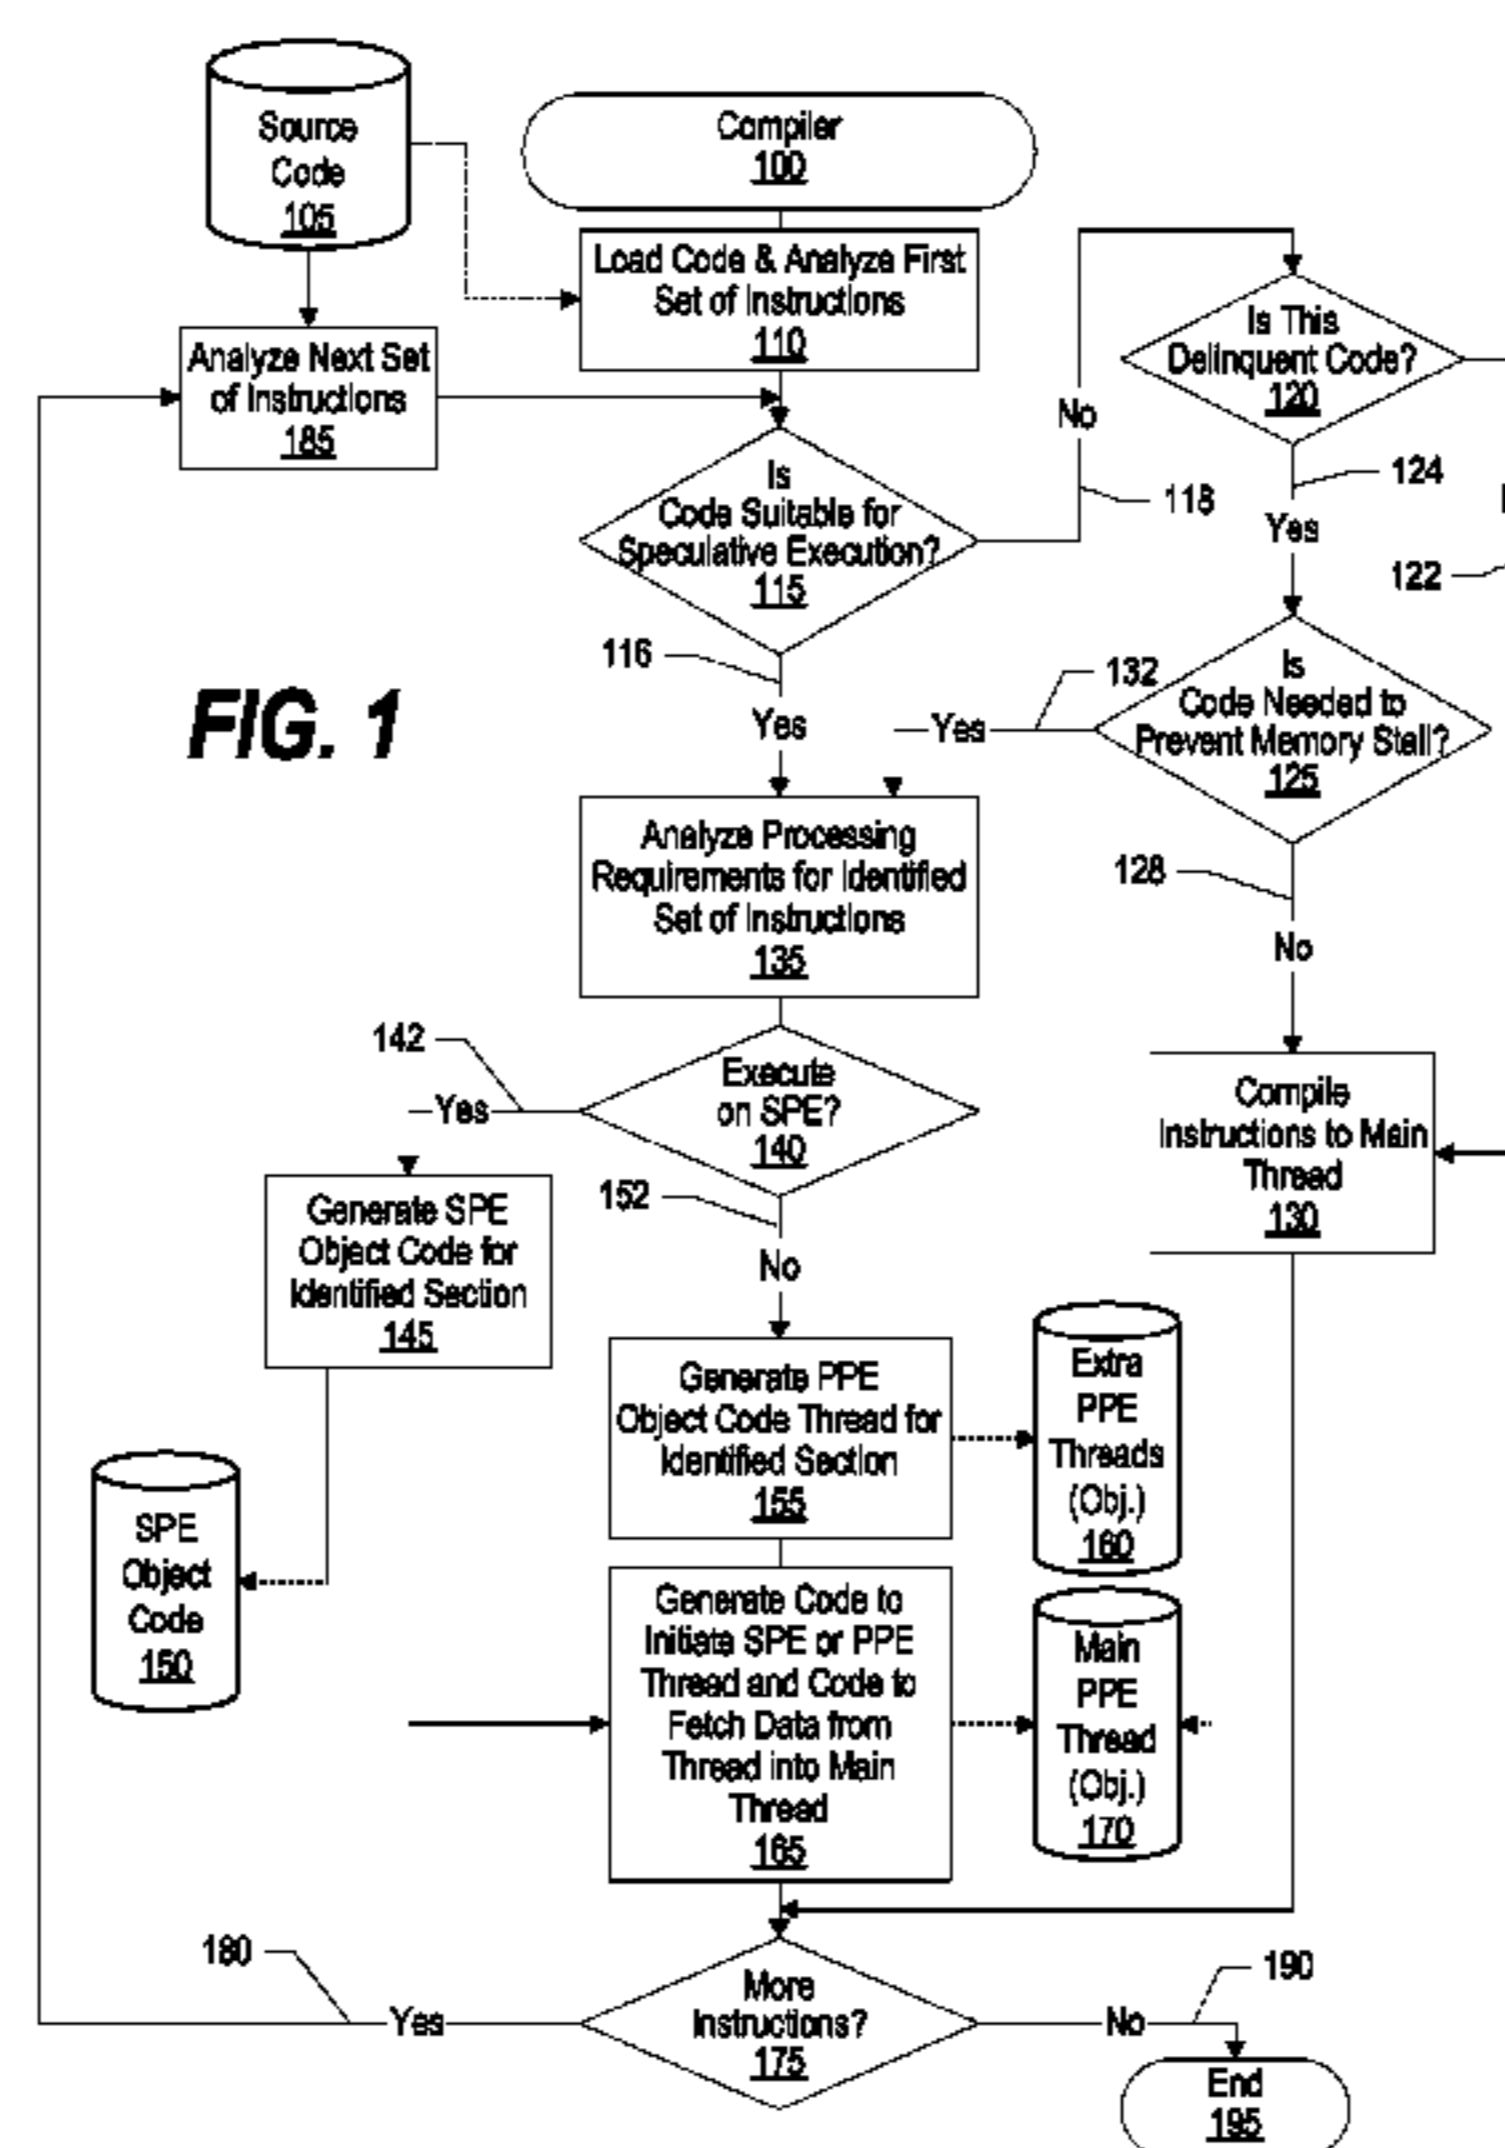 Source
Code
105
Compiler
100
Load Code & Analyze First
Set of Instructions
110
Analyze Next Set
of Instructions
185
Is This
Delinquent Code?
120
No
118
124
Yes
122
Is
Code Suitable for
Speculative Execution?
115
116
Yes
FIG. 1
Is
Code Needed to
Prevent Memory Stall?
125
132
Yes
128
No
Analyze Processing
Requirements for Identified
Set of Instructions
135
142
Yes
Execute
on SPE?
140
152
No
Compile
Instructions to Main
Thread
130
Generate SPE
Object Code for
Identified Section
145
Generate PPE
Object Code Thread for
Identified Section
155
Extra
PPE
Threads
(Obj.)
160
SPE
Object
Code
150
Generate Code to
Initiate SPE or PPE
Thread and Code to
Fetch Data from
Thread into Main
Thread
165
Main
PPE
Thread
(Obj.)
170
180
Yes
More
Instructions?
175
190
No
End
195